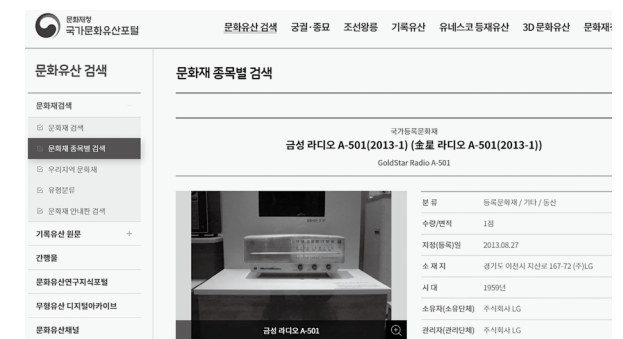 문화재청
국가문화유산포털
문화유산 검색 궁궐·종묘 조선왕릉 기록유산 유네스코 등재유산 3D 문화유산
문화유산 검색
문화재검색
문화재 검색
문화재 종목별 검색
우리지역 문화재
유형분류
문화재 안내판 검색
기록유산 원문 +
간행물
문화유산연구지식포털
무형유산 디지털아카이브
문화유산채널
문화재 종목별 검색
국가등록문화재
금성 라디오 A-501(2013-1) (金星 라디오 A-501(2013-1))
GoldStar Radio A-501
금성 라디오 A-501
분 류 등록문화재 / 기타 / 동산
수량/면적 1점
지정(등록)일 2013.08.27
소 재 지 경기도 이천시 지산로 167-72 (주)LG
시 대 1959년
소유자(소유단체) 주식회사 LG
관리자(관리단체) 주식회사 LG